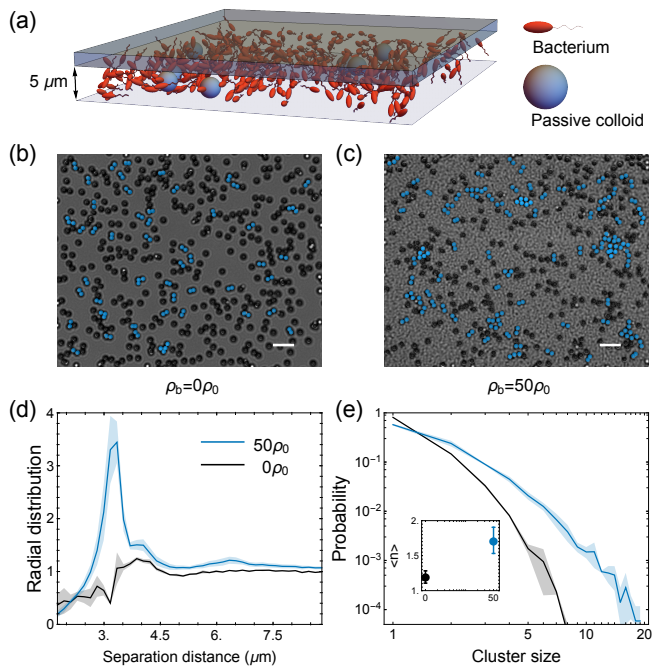 (a)
5 μm
Bacterium
Passive colloid
(b)
(c)
ρb=0ρ0
ρb=50ρ0
(d)
(e)
Radial distribution
4
3
2
1
0
50ρ0
0ρ0
3.
4.5
6.
7.5
Separation distance (μm)
Probability
1
10⁻¹
10⁻²
10⁻³
10⁻⁴
<n>
2.
1.5
1.
0
50
1
5
10
20
Cluster size